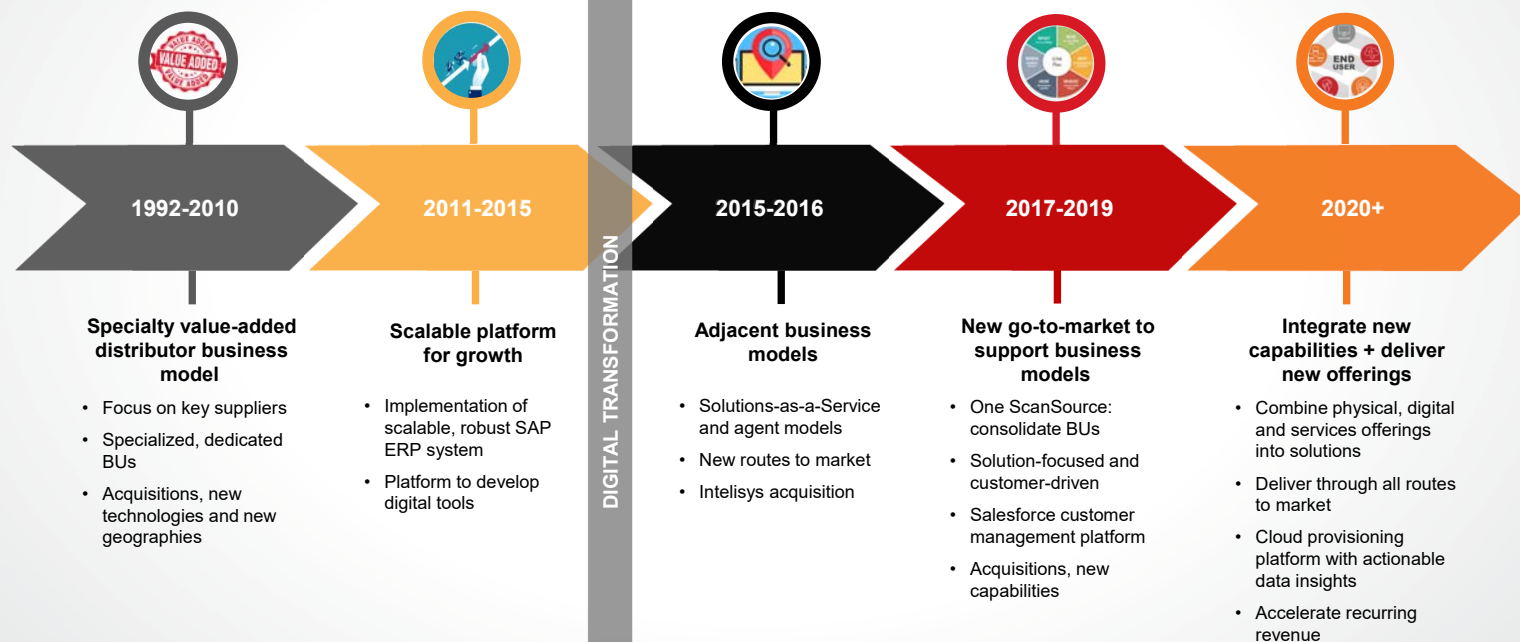 VALUE ADDED
VALUE ADDED
VALUE ADDED
END
USER
1992-2010
2011-2015
2015-2016
2017-2019
2020+
DIGITAL TRANSFORMATION
Specialty value-added
distributor business
model
• Focus on key suppliers
• Specialized, dedicated
BUs
• Acquisitions, new
technologies and new
geographies
Scalable platform
for growth
• Implementation of
scalable, robust SAP
ERP system
• Platform to develop
digital tools
Adjacent business
models
• Solutions-as-a-Service
and agent models
• New routes to market
• Intelisys acquisition
New go-to-market to
support business
models
• One ScanSource:
consolidate BUs
• Solution-focused and
customer-driven
• Salesforce customer
management platform
• Acquisitions, new
capabilities
Integrate new
capabilities + deliver
new offerings
• Combine physical, digital
and services offerings
into solutions
• Deliver through all routes
to market
• Cloud provisioning
platform with actionable
data insights
• Accelerate recurring
revenue